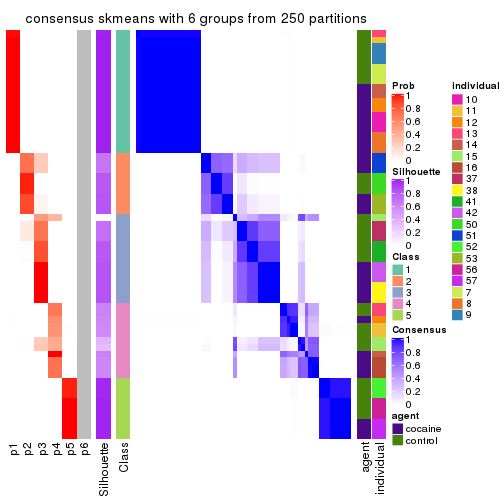 consensus skmeans with 6 groups from 250 partitions
p1
p2
p3
p4
p5
p6
Silhouette
Class
agent
individual
Prob
1
0.8
0.6
0.4
0.2
0
Silhouette
1
0.8
0.6
0.4
0.2
0
Class
1
2
3
4
5
Consensus
1
0.8
0.6
0.4
0.2
0
agent
cocaine
control
individual
10
11
12
13
14
15
16
37
38
41
42
50
51
52
53
56
57
7
8
9